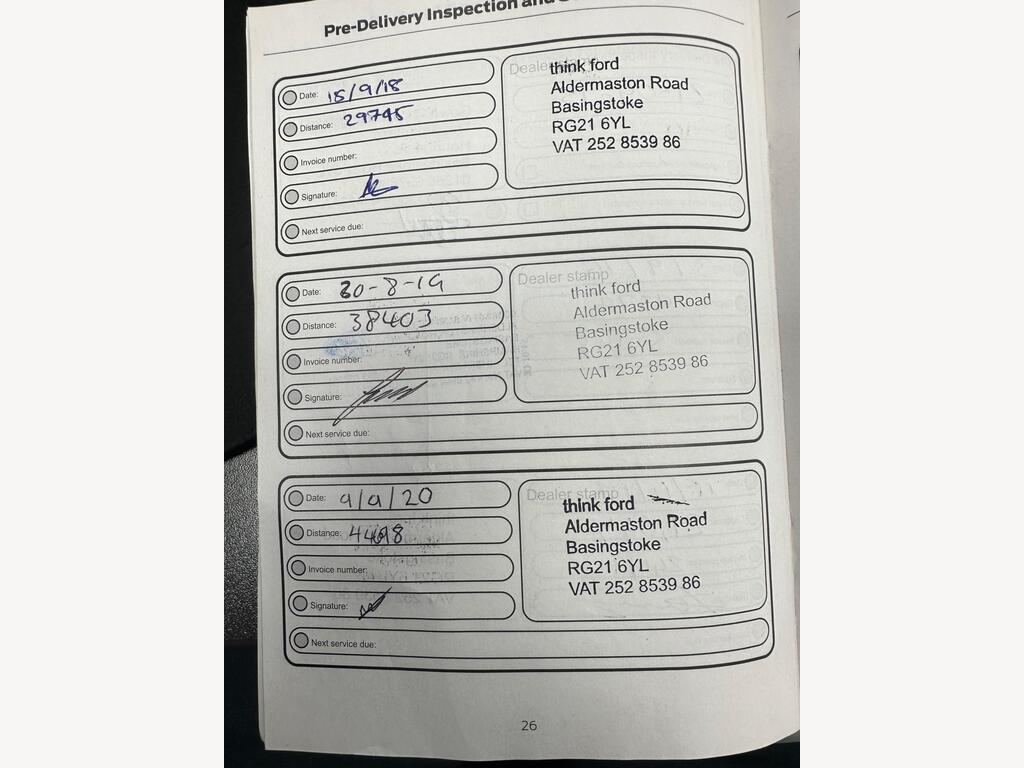 Pre-Delivery Inspection and
Date: 15/9/18
Distance: 29745
Invoice number:
Signature:
Next service due:
Dealer stamp
think ford
Aldermaston Road
Basingstoke
RG21 6YL
VAT 252 8539 86
Date: 30-8-19
Distance: 38403
Invoice number:
Signature:
Next service due:
Dealer stamp
think ford
Aldermaston Road
Basingstoke
RG21 6YL
VAT 252 8539 86
Date: 9/9/20
Distance:
Invoice number:
Signature:
Next service due:
Dealer stamp
think ford
Aldermaston Road
Basingstoke
RG21 6YL
VAT 252 8539 86
26